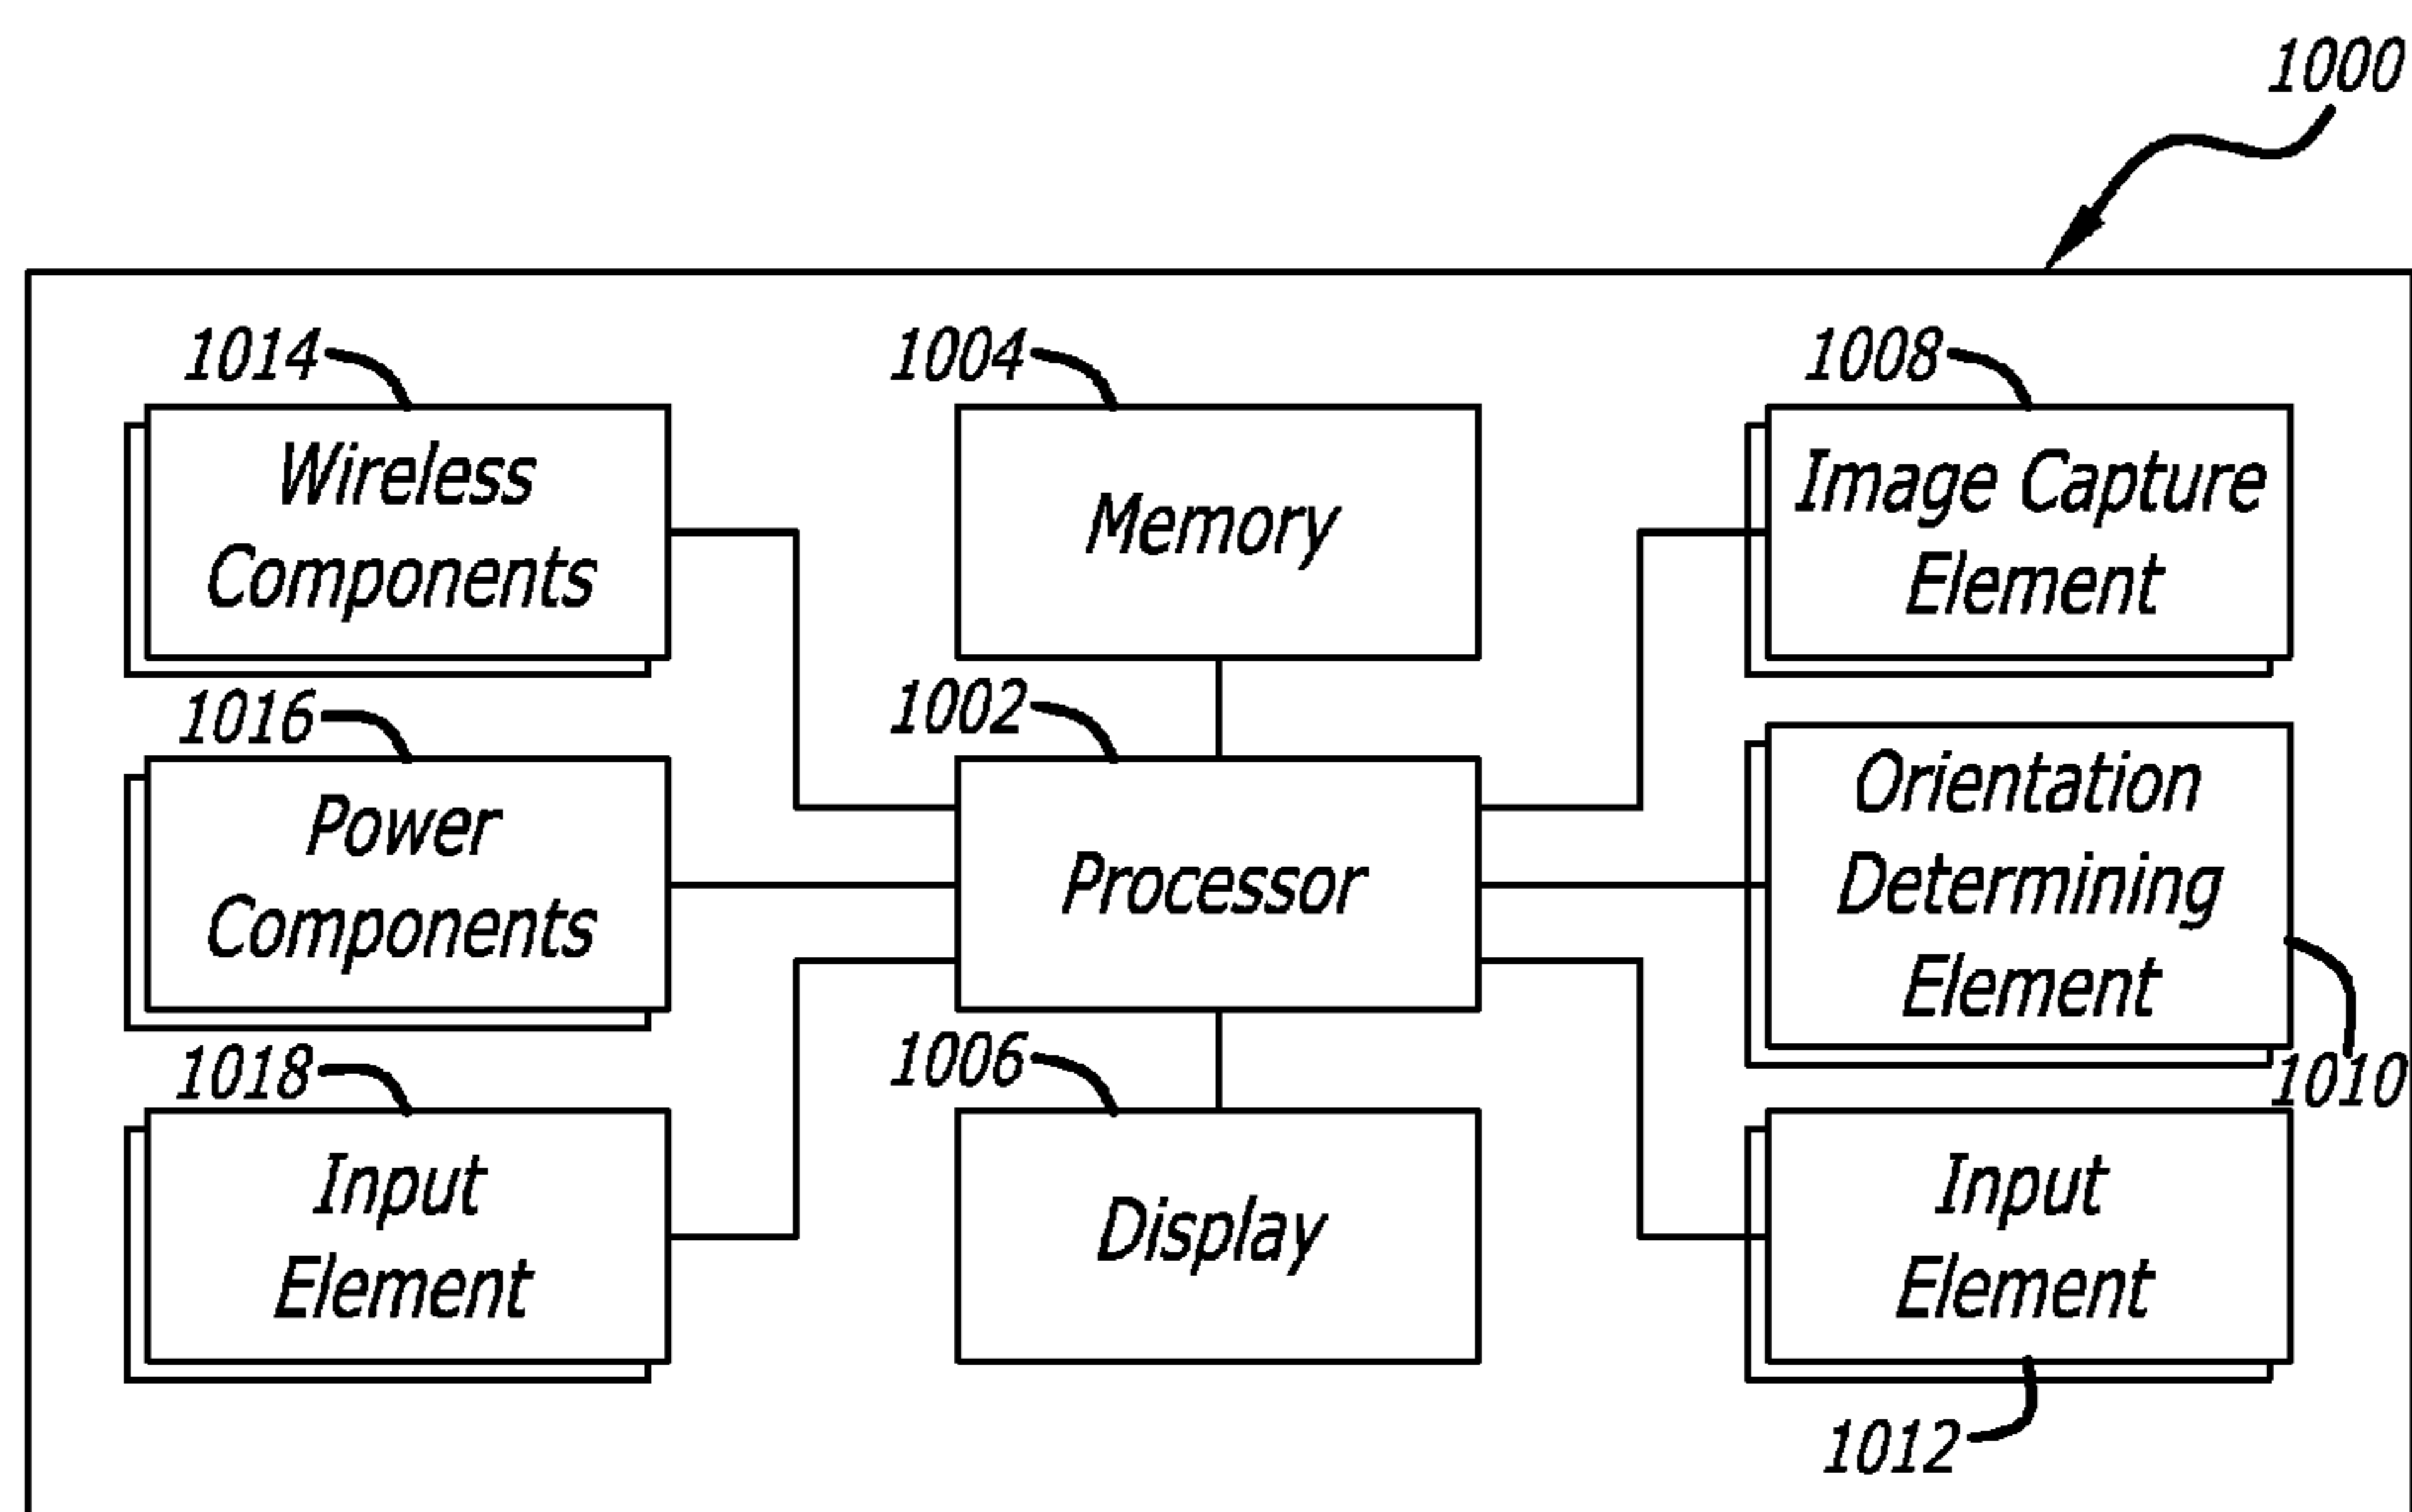 1000
1014
1004
1008
Wireless
Components
Memory
Image Capture
Element
1016
1002
Power
Components
Processor
Orientation
Determining
Element
1018
1006
1010
Input
Element
Display
Input
Element
1012